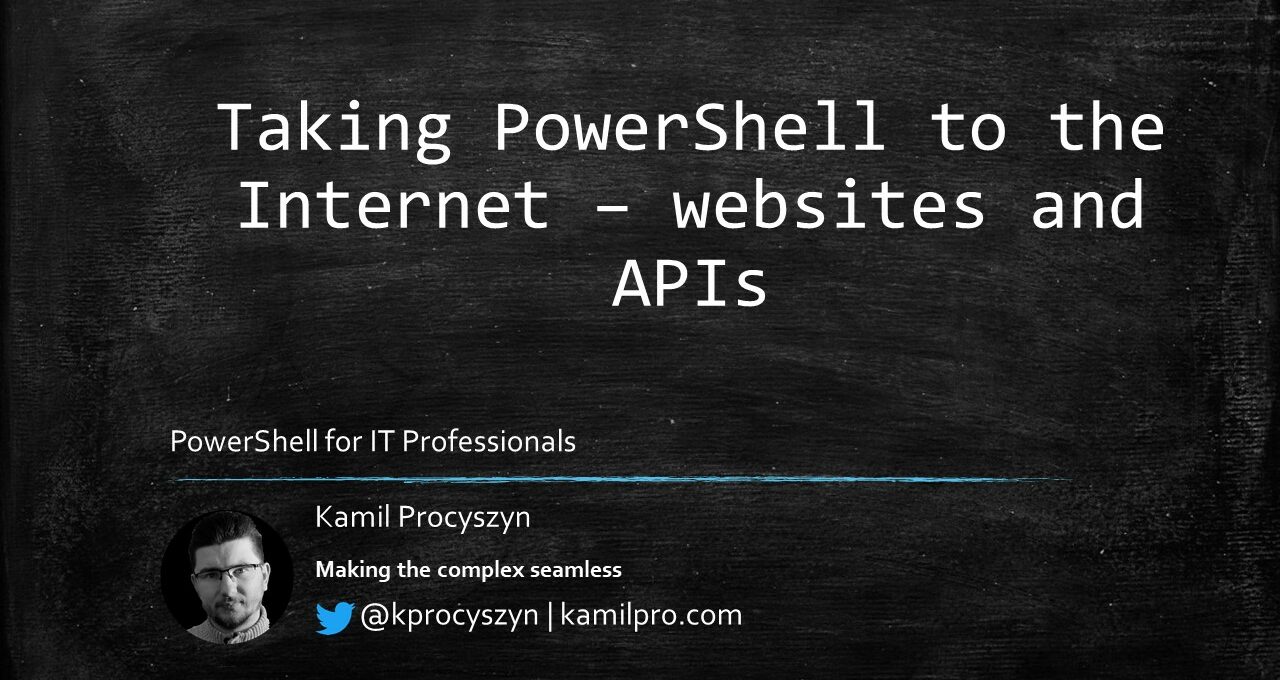 Taking PowerShell to the
Internet – websites and
APIs
PowerShell for IT Professionals
Kamil Procyszyn
Making the complex seamless
@kprocyszyn | kamilpro.com